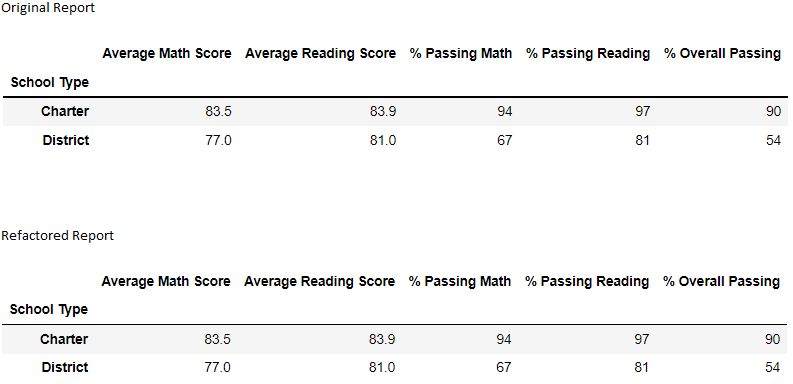 Original Report
Average Math Score Average Reading Score % Passing Math % Passing Reading % Overall Passing
School Type
Charter 83.5 83.9 94 97 90
District 77.0 81.0 67 81 54
Refactored Report
Average Math Score Average Reading Score % Passing Math % Passing Reading % Overall Passing
School Type
Charter 83.5 83.9 94 97 90
District 77.0 81.0 67 81 54